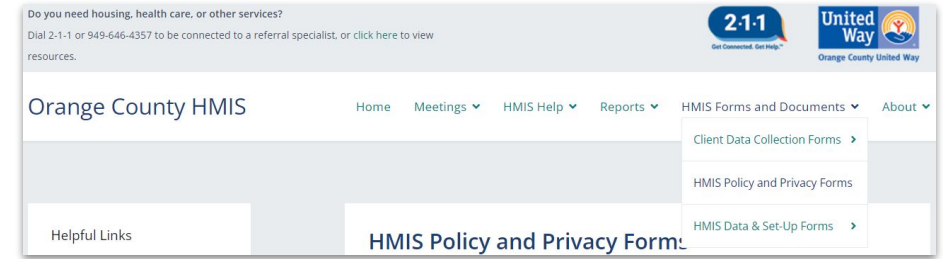 Do you need housing, health care, or other services?
Dial 2-1-1 or 949-646-4357 to be connected to a referral specialist, or click here to view
resources.
2·1·1
Get Connected. Get Help.™
United
Way
Orange County United Way
Orange County HMIS
Home
Meetings
HMIS Help
Reports
HMIS Forms and Documents
About
Client Data Collection Forms
HMIS Policy and Privacy Forms
HMIS Data & Set-Up Forms
Helpful Links
HMIS Policy and Privacy Forms